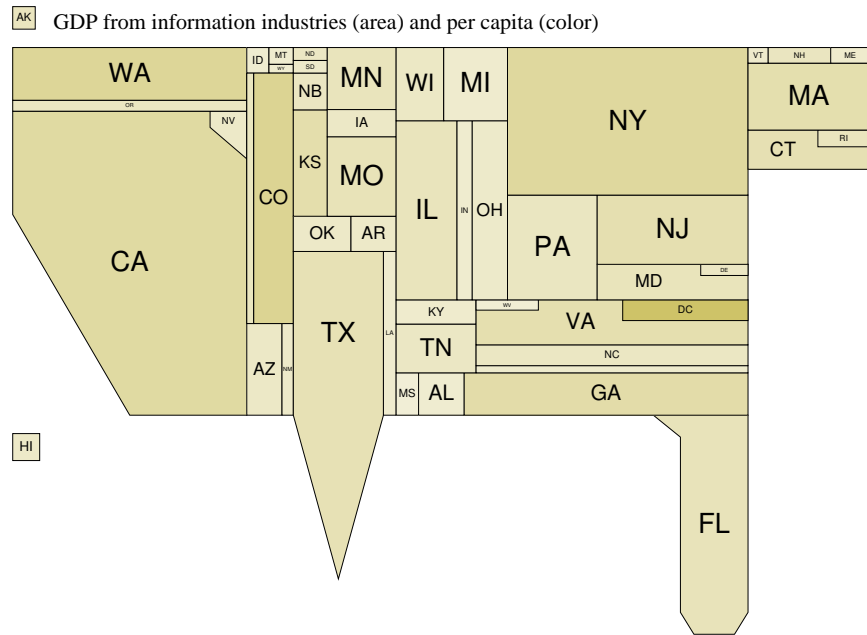 AK
GDP from information industries (area) and per capita (color)
WA
ID
MT
WY
ND
SD
MN
WI
MI
NY
VT
NH
ME
MA
NB
OR
NV
IA
RI
CT
KS
MO
CO
IL
IN
OH
OK
AR
PA
NJ
CA
DE
MD
WV
DC
KY
VA
TX
LA
TN
NC
AZ
NM
MS
AL
GA
HI
FL